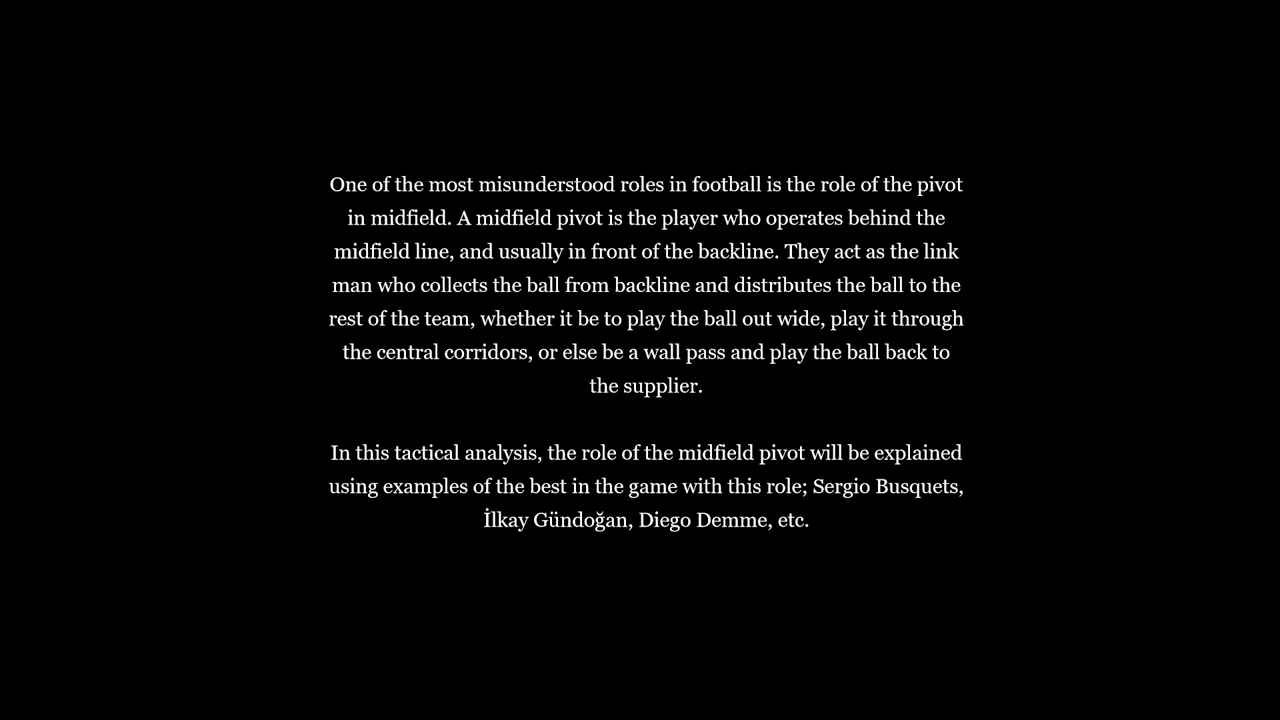 One of the most misunderstood roles in football is the role of the pivot
in midfield. A midfield pivot is the player who operates behind the
midfield line, and usually in front of the backline. They act as the link
man who collects the ball from backline and distributes the ball to the
rest of the team, whether it be to play the ball out wide, play it through
the central corridors, or else be a wall pass and play the ball back to
the supplier.
In this tactical analysis, the role of the midfield pivot will be explained
using examples of the best in the game with this role; Sergio Busquets,
İlkay Gündoğan, Diego Demme, etc.